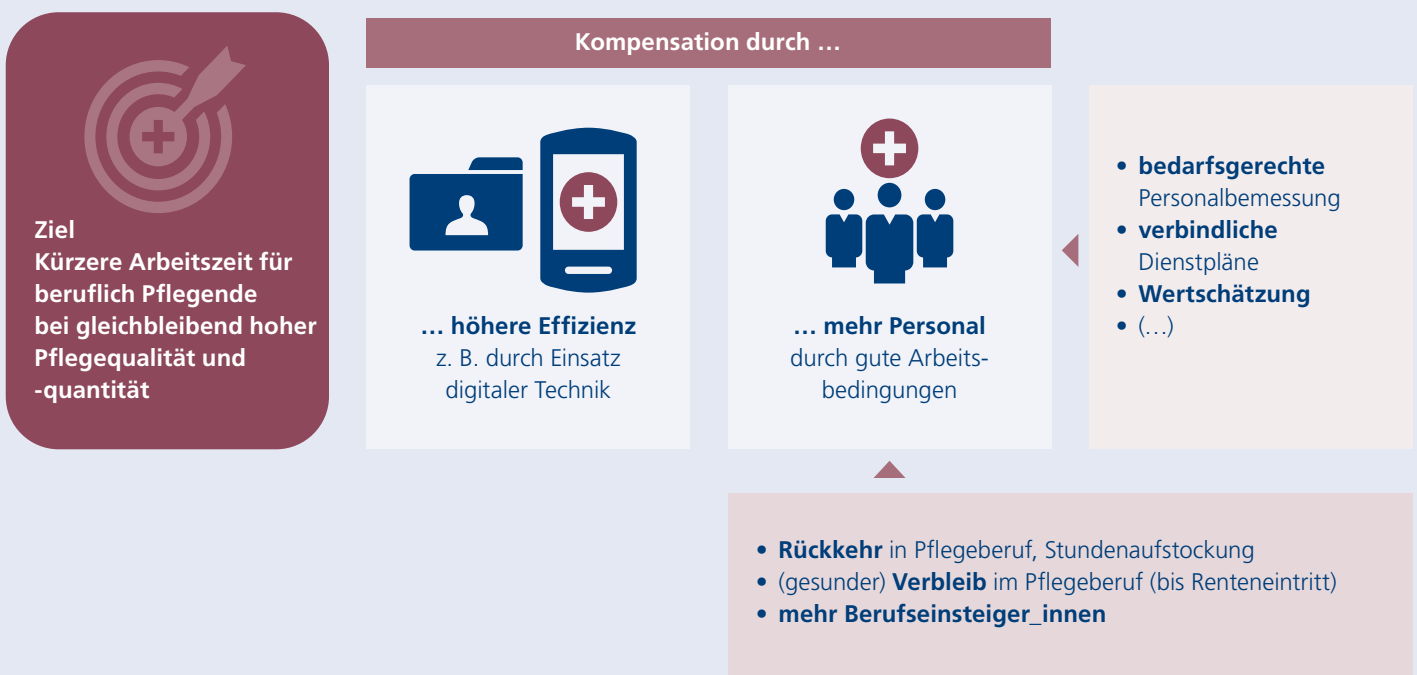 Ziel
Kürzere Arbeitszeit für
beruflich Pflegende
bei gleichbleibend hoher
Pflegequalität und
-quantität
Kompensation durch …
… höhere Effizienz
z. B. durch Einsatz
digitaler Technik
… mehr Personal
durch gute Arbeits-
bedingungen
• bedarfsgerechte
Personalbemessung
• verbindliche
Dienstpläne
• Wertschätzung
• (…)
• Rückkehr in Pflegeberuf, Stundenaufstockung
• (gesunder) Verbleib im Pflegeberuf (bis Renteneintritt)
• mehr Berufseinsteiger_innen